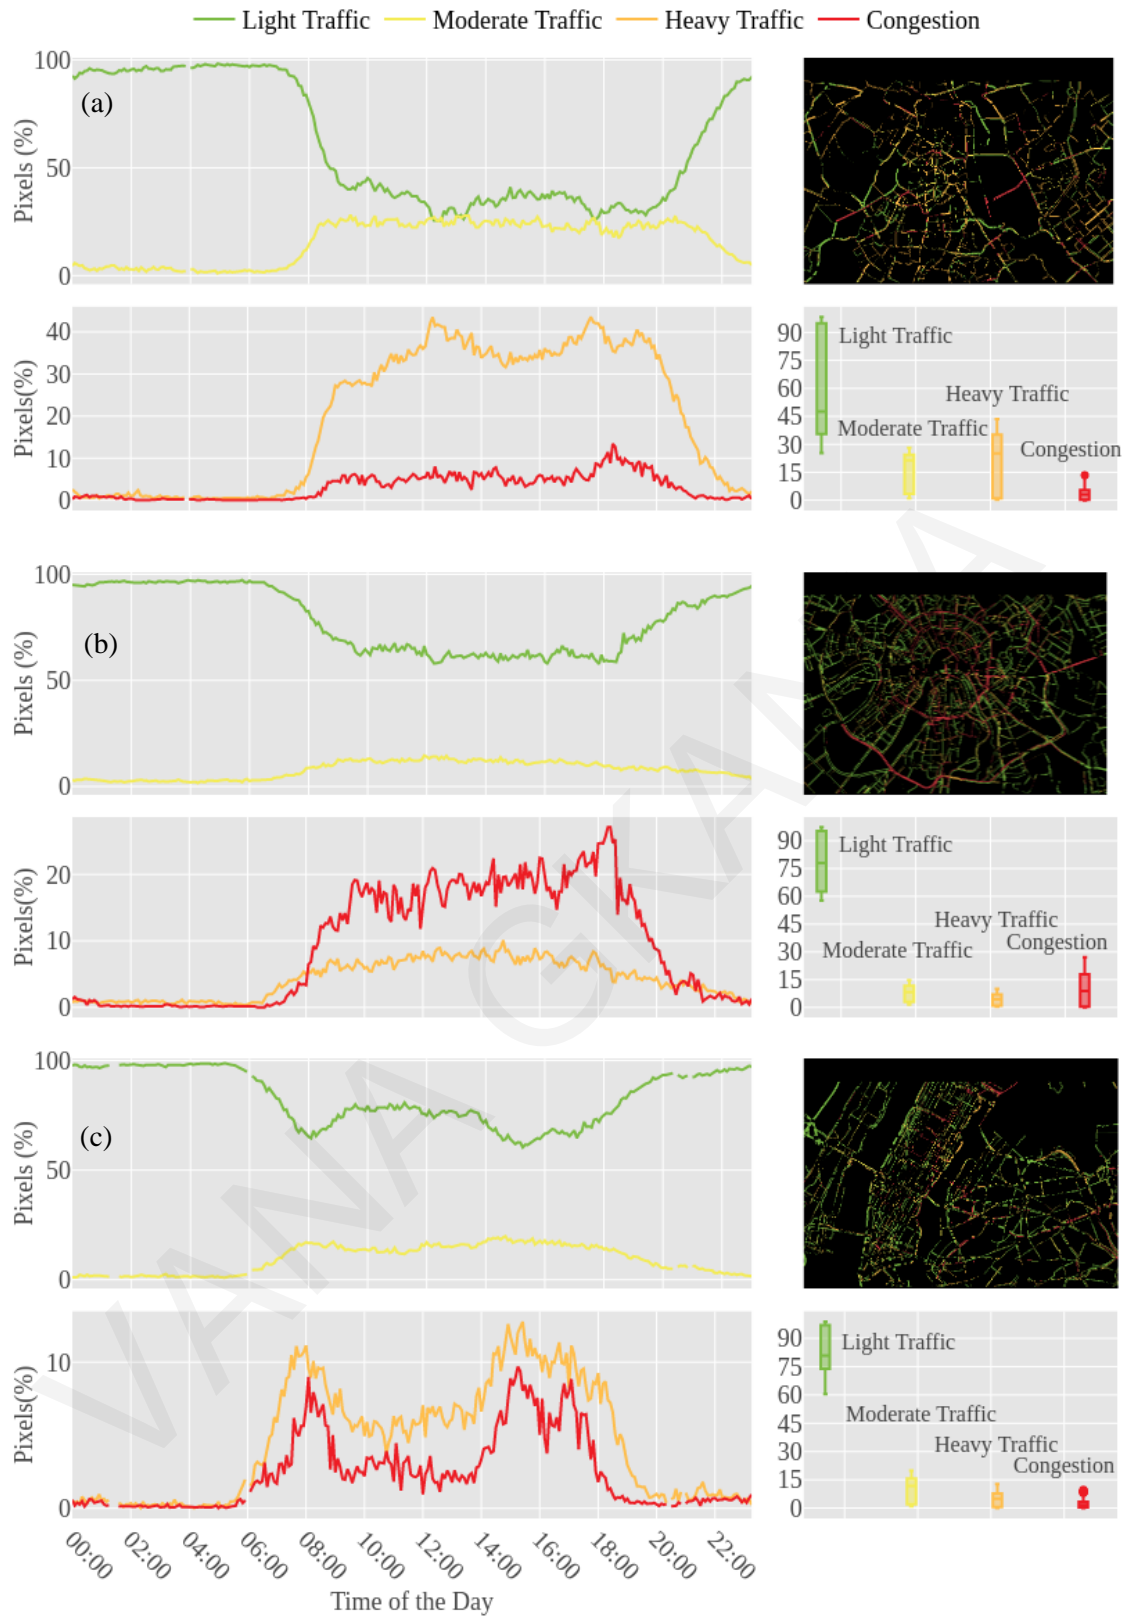 Light Traffic Moderate Traffic Heavy Traffic Congestion
(a)
Pixels (%)
100
50
0
Pixels(%)
40
30
20
10
0
90
75
60
45
30
15
0
Light Traffic
Heavy Traffic
Moderate Traffic
Congestion
(b)
Pixels (%)
100
50
0
Pixels(%)
20
10
0
90
75
60
45
30
15
0
Light Traffic
Heavy Traffic
Congestion
Moderate Traffic
(c)
Pixels (%)
100
50
0
Pixels(%)
10
0
90
75
60
45
30
15
0
Light Traffic
Moderate Traffic
Heavy Traffic
Congestion
00:00 02:00 04:00 06:00 08:00 10:00 12:00 14:00 16:00 18:00 20:00 22:00
Time of the Day
VANA GKANIA